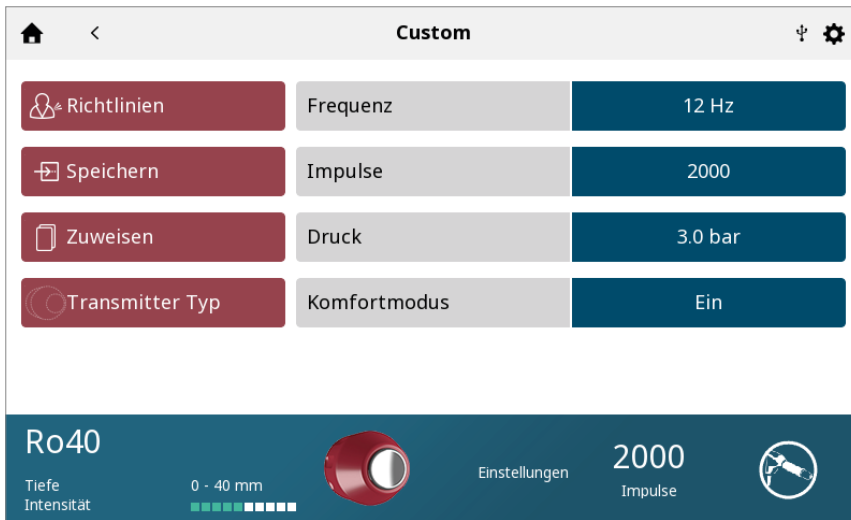 Custom
Richtlinien
Frequenz
12 Hz
Speichern
Impulse
2000
Zuweisen
Druck
3.0 bar
Transmitter Typ
Komfortmodus
Ein
Ro40
Tiefe
0 - 40 mm
Intensität
Einstellungen
2000
Impulse